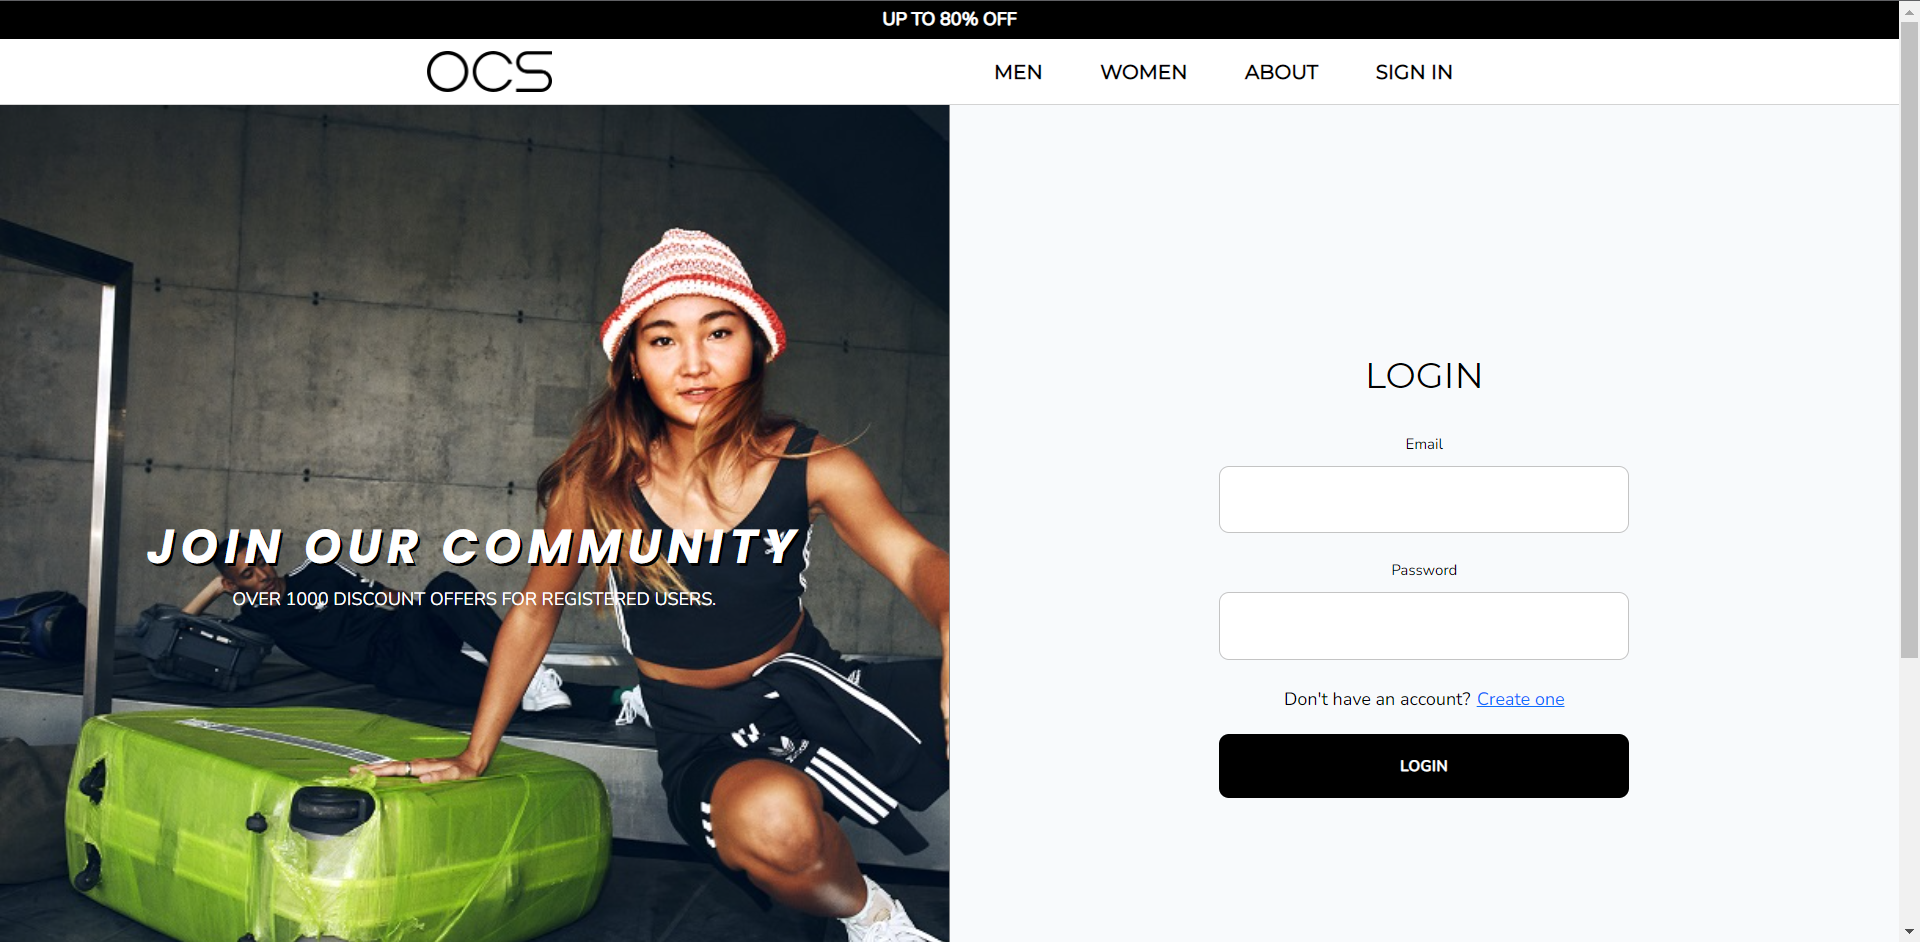 UP TO 80% OFF
OCS
MEN WOMEN ABOUT SIGN IN
JOIN OUR COMMUNITY
OVER 1000 DISCOUNT OFFERS FOR REGISTERED USERS.
LOGIN
Email
Password
Don't have an account? Create one
LOGIN